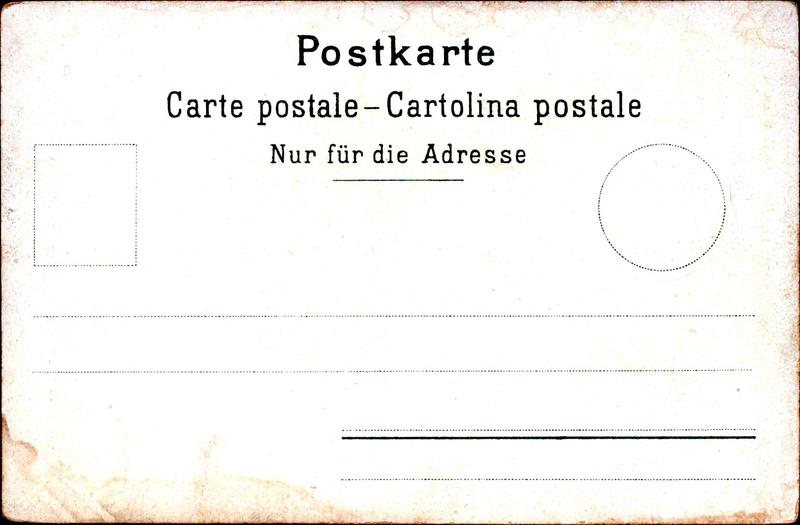 Postkarte
Carte postale – Cartolina postale
Nur für die Adresse